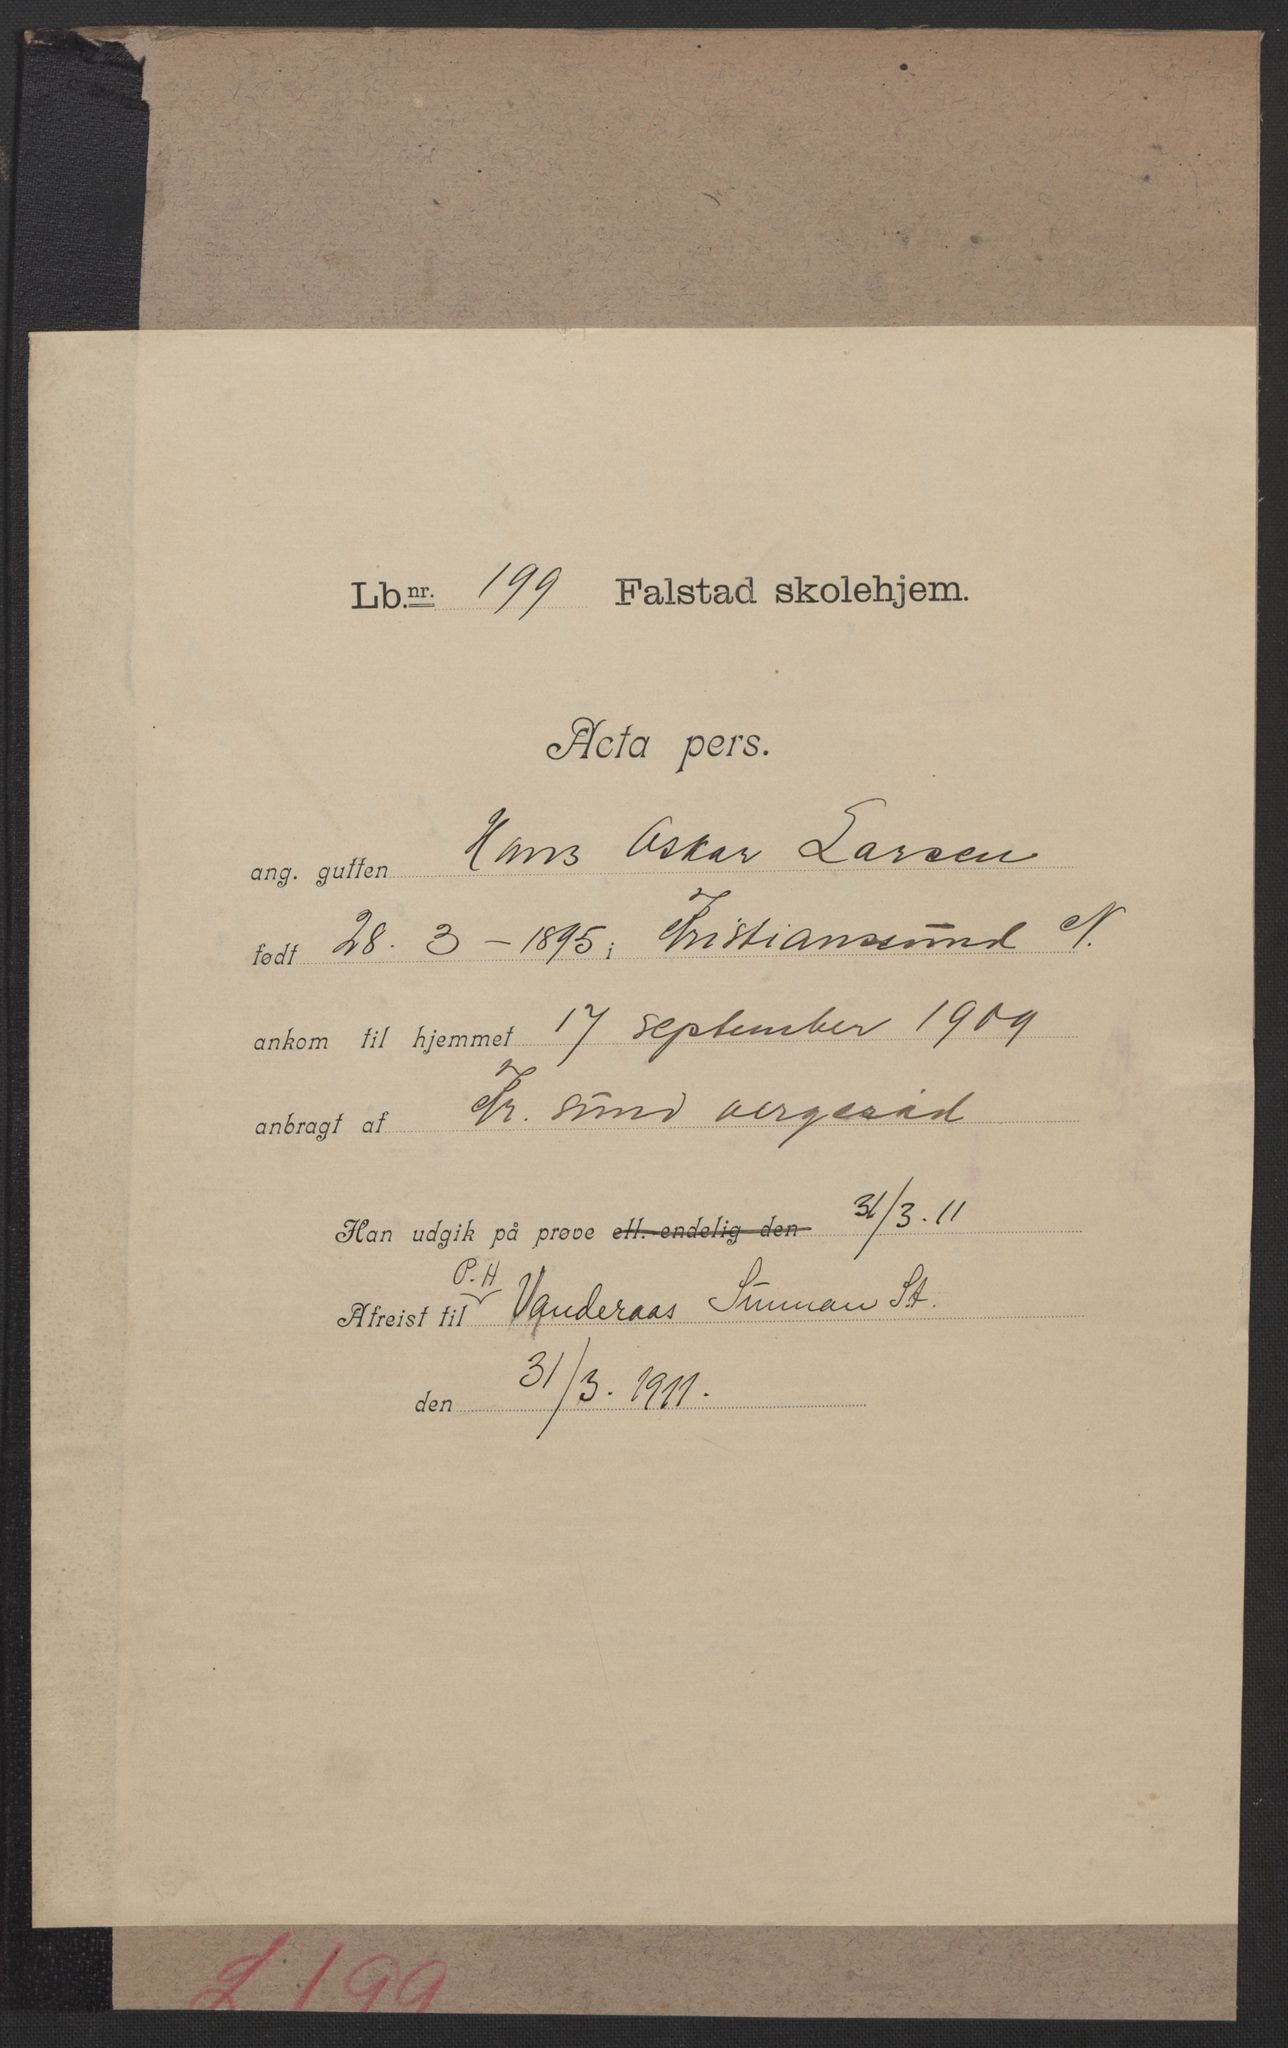 Lb.nr. 199 Falstad skolehjem.
Acta pers.
ang. gutten Hans Oskar Larsen
født 28. 3 - 1895 i Kristianssund N.
ankom til hjemmet 17 september 1909
anbragt af Kr. sund vergeråd
Han udgik på prøve ell. endelig den 31/3. 11
P. H
Afreist til Vanderaas Sunnan St.
den 31/3. 1911.
L 199